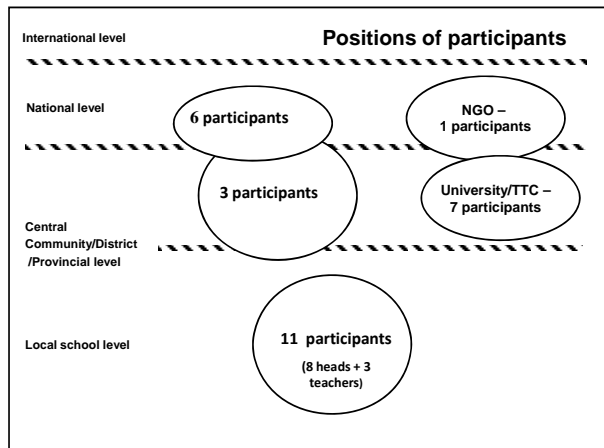 International level
Positions of participants
National level
6 participants
NGO –
1 participants
3 participants
University/TTC –
7 participants
Central
Community/District
/Provincial level
Local school level
11 participants
(8 heads + 3
teachers)